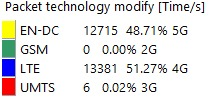 Packet technology modify [Time/s]
EN-DC 12715 48.71% 5G
GSM 0 0.00% 2G
LTE 13381 51.27% 4G
UMTS 6 0.02% 3G